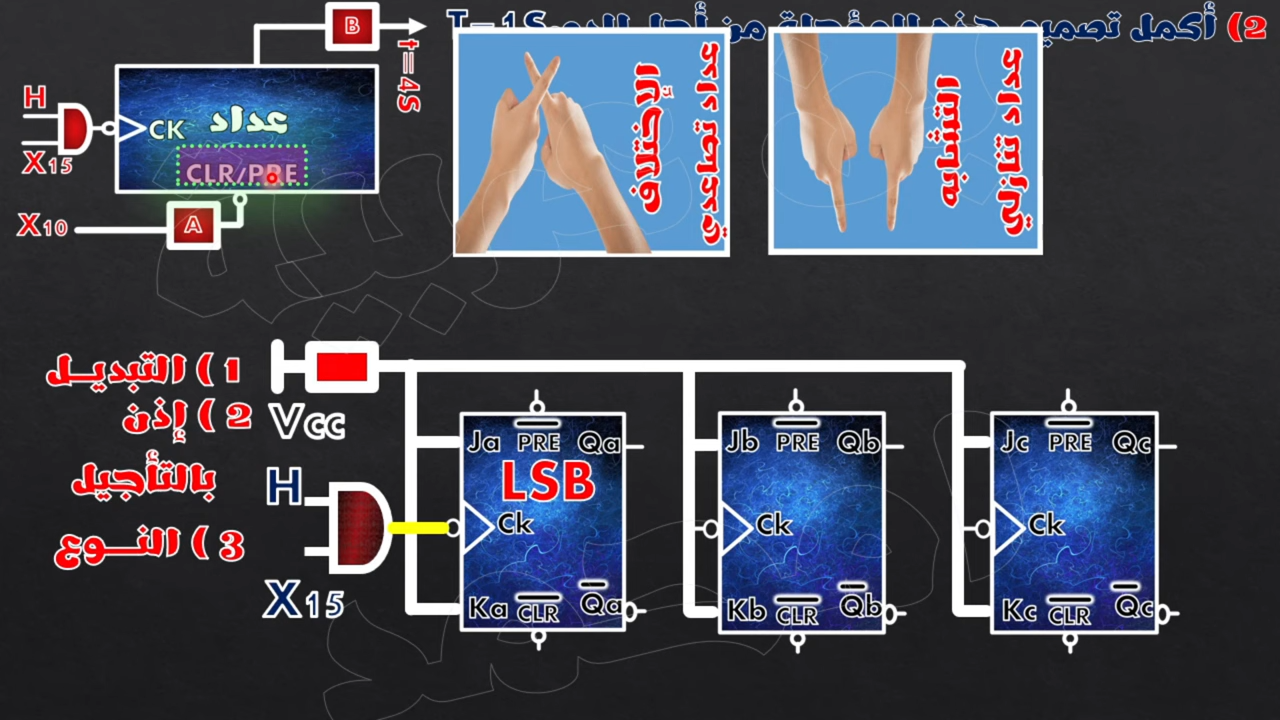 2) أكمل تصميم هذه المؤجلة من أجل
T=1S
B
t=4S
H
X15
CK
عداد
CLR/PRE
X10
A
الإختلاف
عداد تصاعدي
التشابه
عداد تنازلي
1) التبديل
2) إذن
بالتأجيل
3) النوع
Vcc
H
X15
Ja PRE Qa
LSB
Ck
Ka CLR Qa
Jb PRE Qb
Ck
Kb CLR Qb
Jc PRE Qc
Ck
Kc CLR Qc